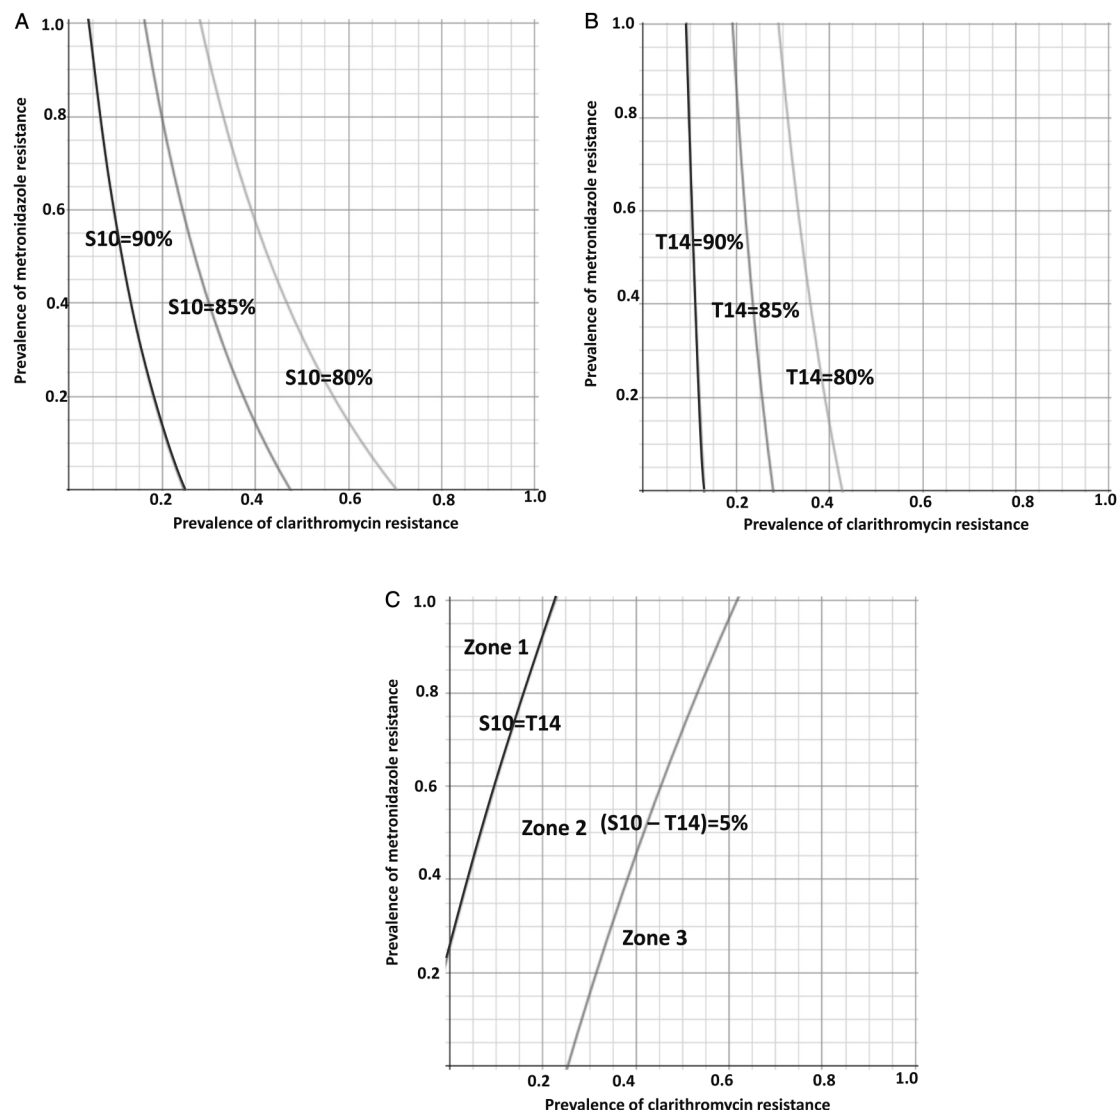 A
1.0
0.8
0.6
0.4
0.2
Prevalence of metronidazole resistance
S10=90%
S10=85%
S10=80%
0.2
0.4
0.6
0.8
1.0
Prevalence of clarithromycin resistance
B
1.0
0.8
0.6
0.4
0.2
Prevalence of metronidazole resistance
T14=90%
T14=85%
T14=80%
0.2
0.4
0.6
0.8
1.0
Prevalence of clarithromycin resistance
C
1.0
0.8
0.6
0.4
0.2
Prevalence of metronidazole resistance
Zone 1
S10=T14
Zone 2
(S10 – T14)=5%
Zone 3
0.2
0.4
0.6
0.8
1.0
Prevalence of clarithromycin resistance